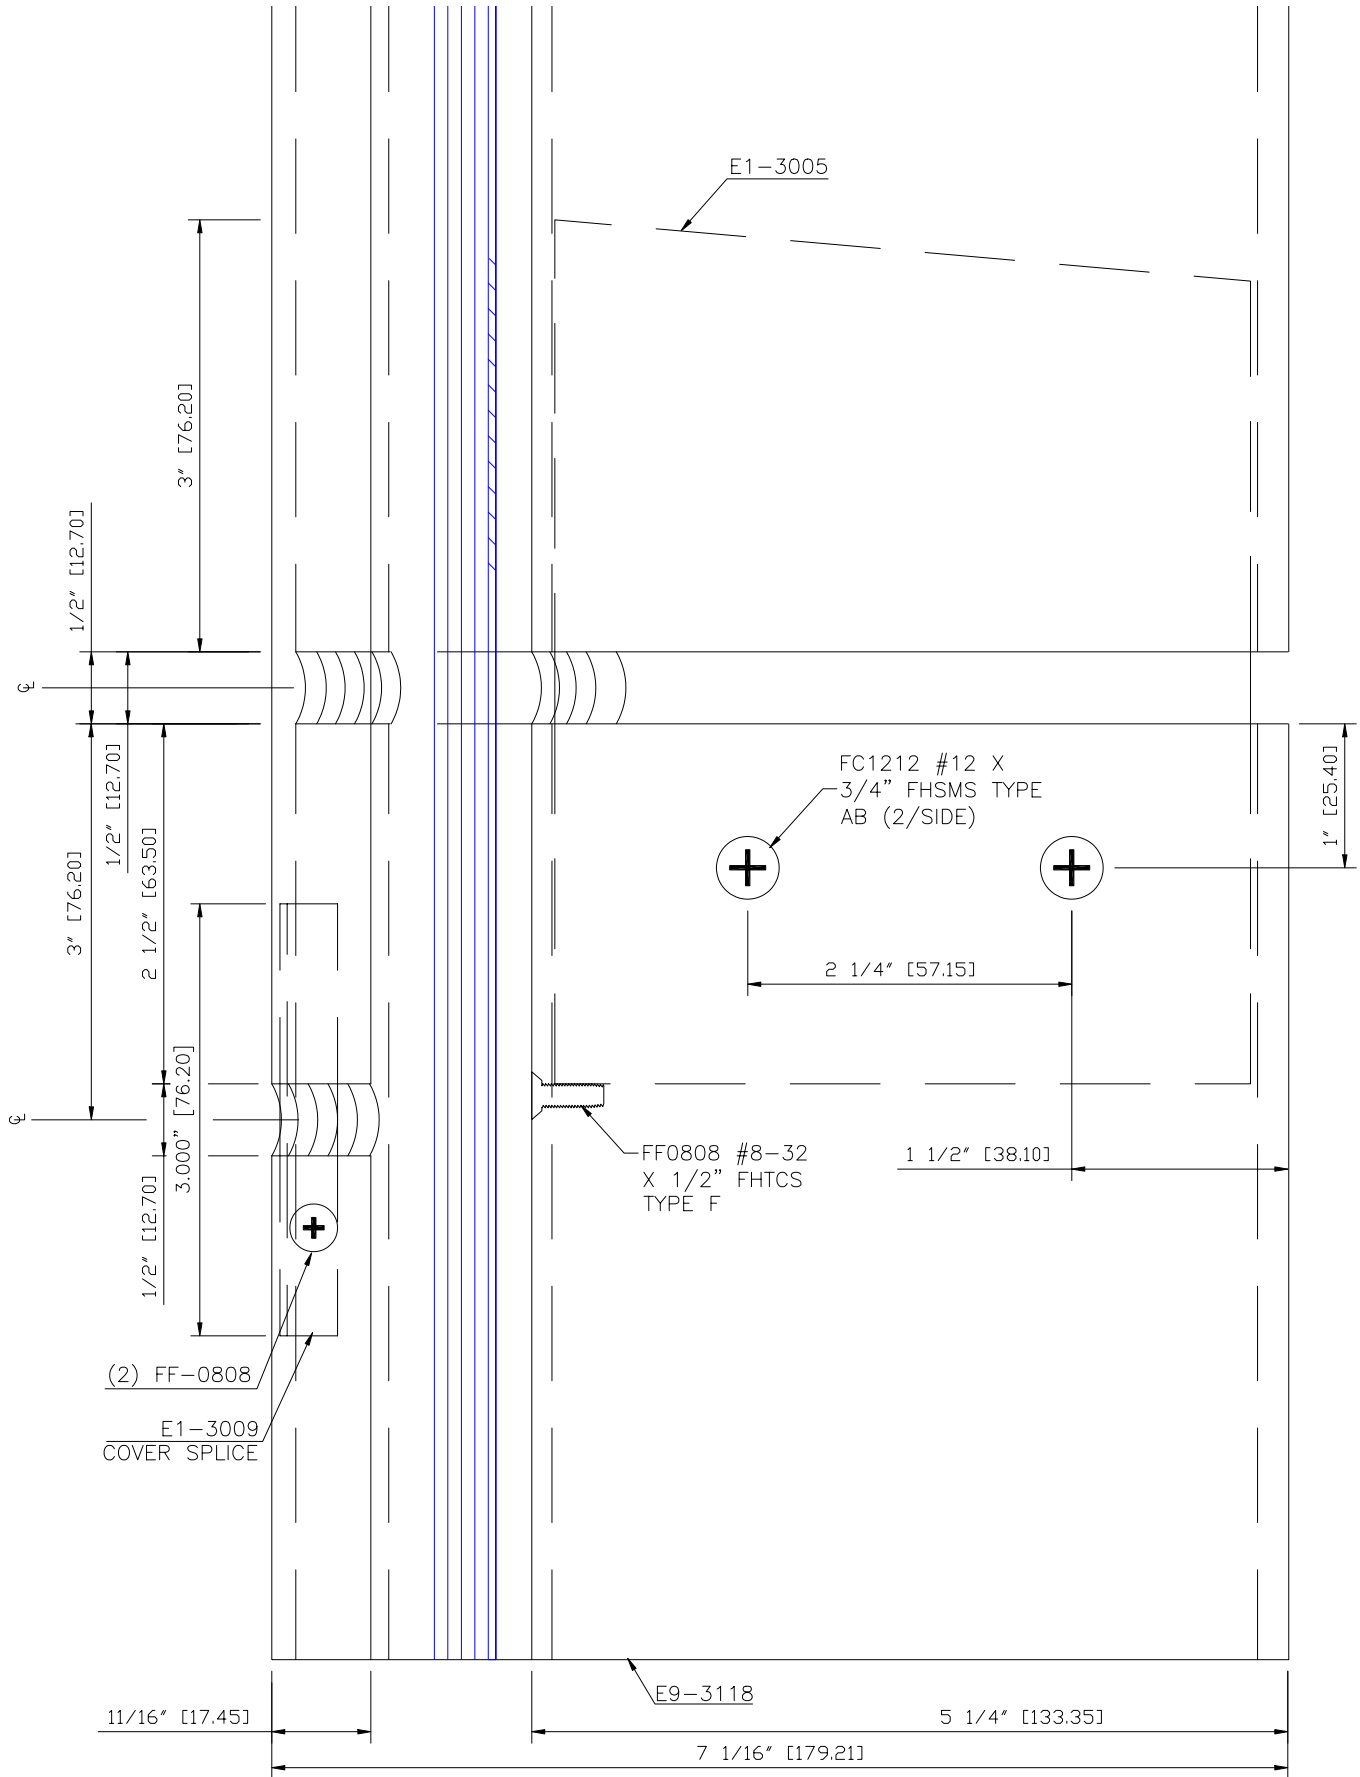 E1-3005
3" [76.20]
1/2" [12.70]
℄
1/2" [12.70]
3" [76.20]
2 1/2" [63.50]
FC1212 #12 X
3/4" FHSMS TYPE
AB (2/SIDE)
1" [25.40]
2 1/4" [57.15]
℄
3.000" [76.20]
1/2" [12.70]
FF0808 #8-32
X 1/2" FHTCS
TYPE F
1 1/2" [38.10]
(2) FF-0808
E1-3009
COVER SPLICE
E9-3118
11/16" [17.45]
5 1/4" [133.35]
7 1/16" [179.21]